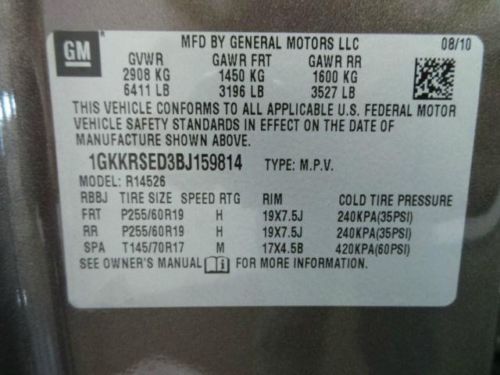 GM
MFD BY GENERAL MOTORS LLC 08/10
GVWR GAWR FRT GAWR RR
2908 KG 1450 KG 1600 KG
6411 LB 3196 LB 3527 LB
THIS VEHICLE CONFORMS TO ALL APPLICABLE U.S. FEDERAL MOTOR
VEHICLE SAFETY STANDARDS IN EFFECT ON THE DATE OF
MANUFACTURE SHOWN ABOVE.
1GKKRSED3BJ159814 TYPE: M.P.V.
MODEL: R14526
RBBJ TIRE SIZE SPEED RTG RIM COLD TIRE PRESSURE
FRT P255/60R19 H 19X7.5J 240KPA(35PSI)
RR P255/60R19 H 19X7.5J 240KPA(35PSI)
SPA T145/70R17 M 17X4.5B 420KPA(60PSI)
SEE OWNER'S MANUAL FOR MORE INFORMATION.